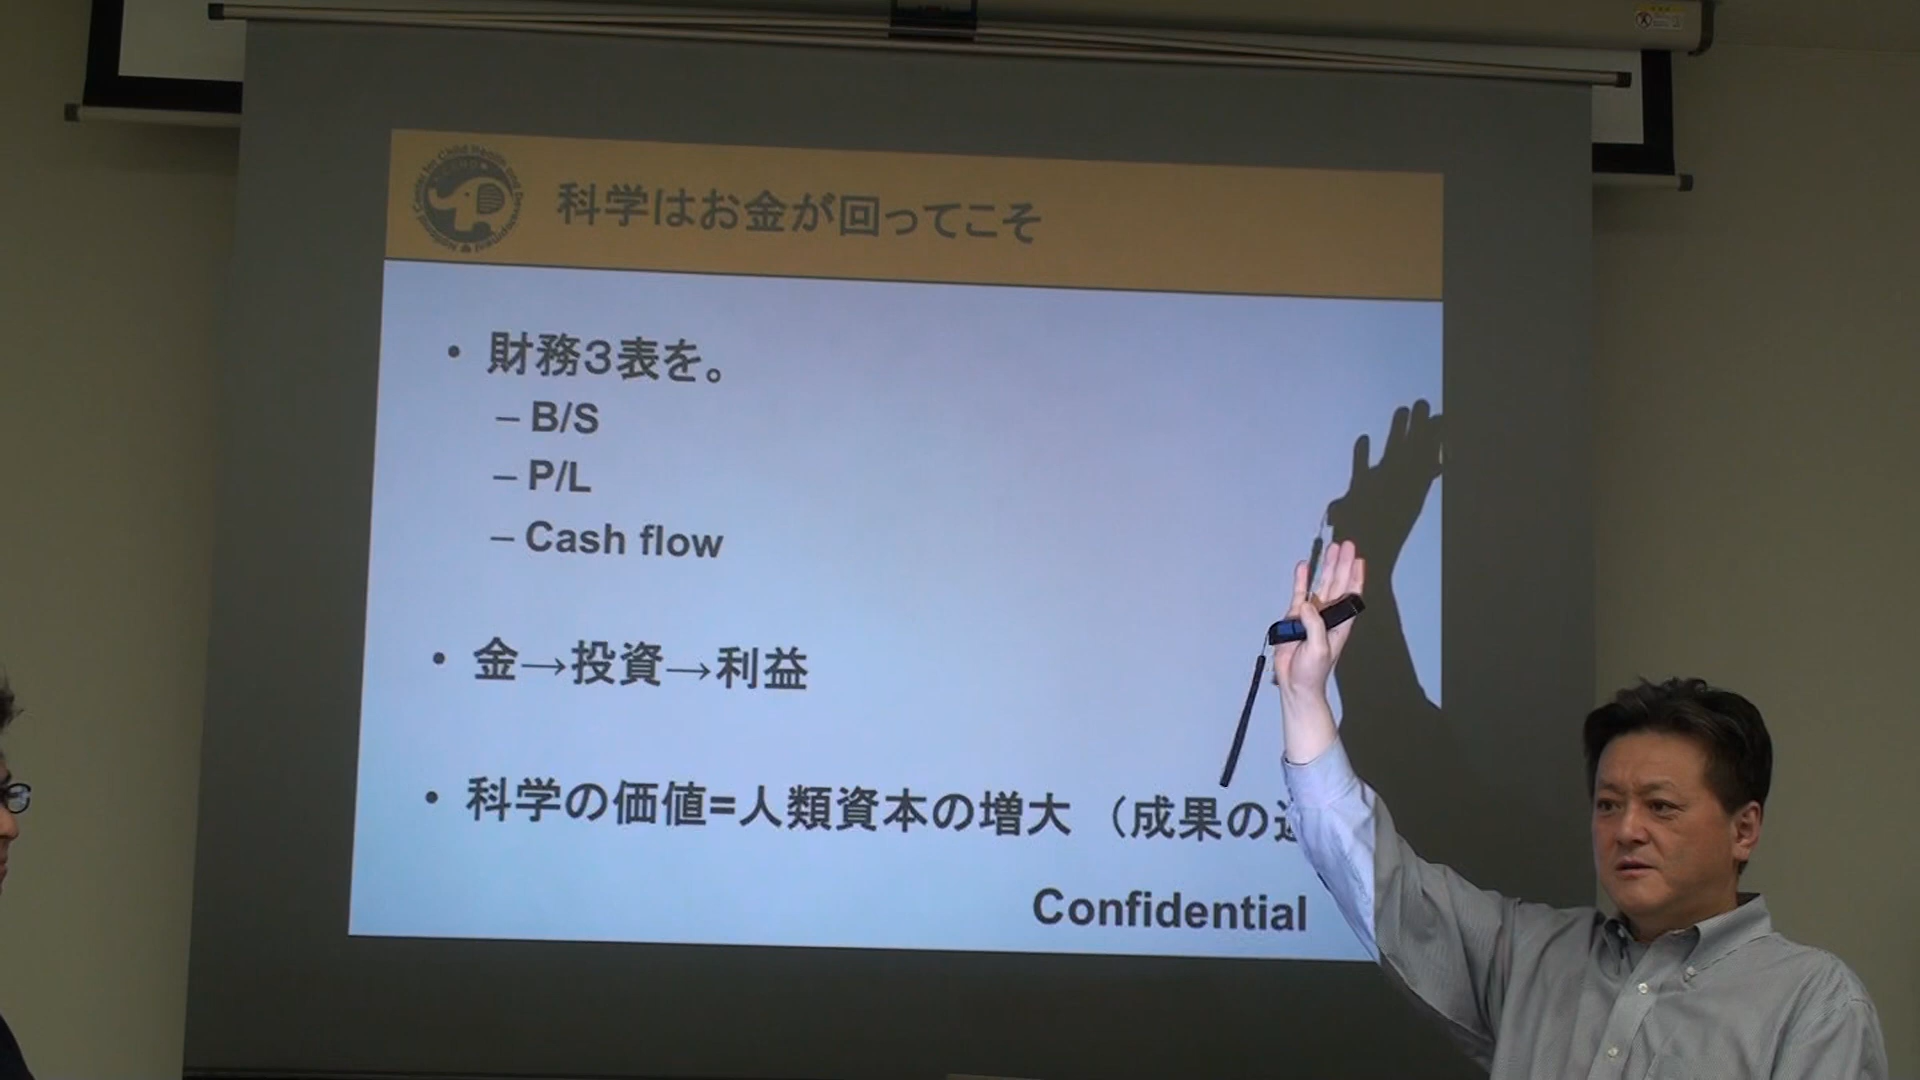 科学はお金が回ってこそ
• 財務３表を。
– B/S
– P/L
– Cash flow
• 金→投資→利益
• 科学の価値=人類資本の増大 （成果の
Confidential